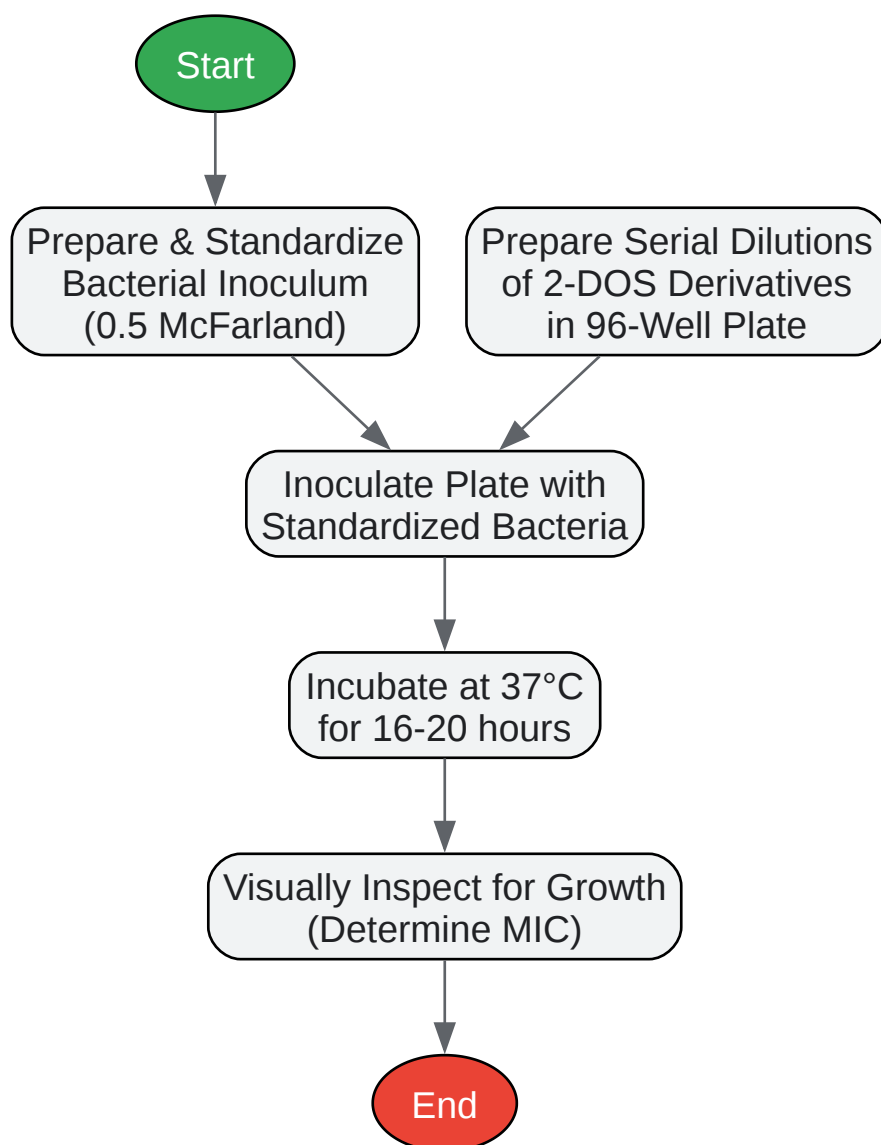 Start
Prepare & Standardize
Bacterial Inoculum
(0.5 McFarland)
Prepare Serial Dilutions
of 2-DOS Derivatives
in 96-Well Plate
Inoculate Plate with
Standardized Bacteria
Incubate at 37°C
for 16-20 hours
Visually Inspect for Growth
(Determine MIC)
End